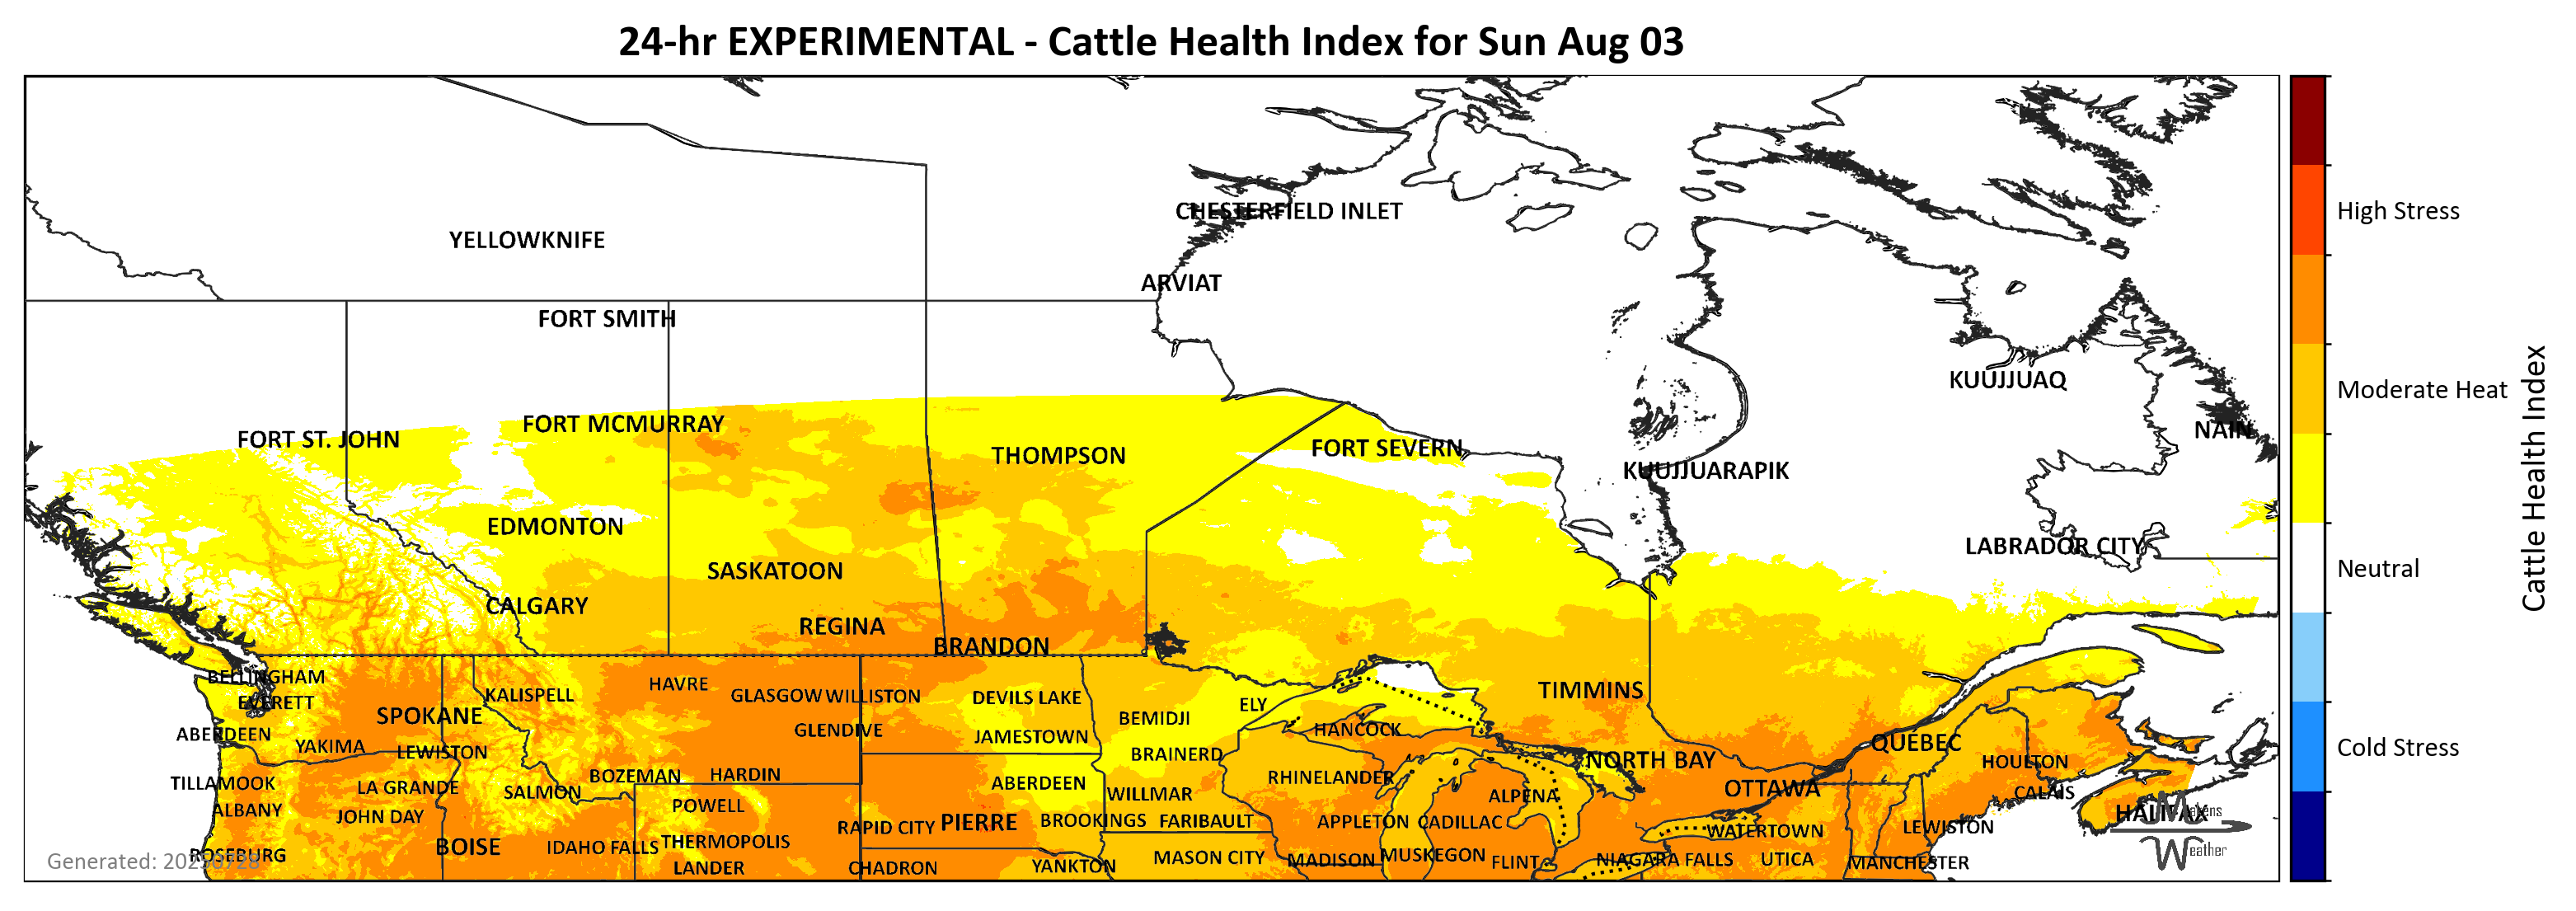 24-hr EXPERIMENTAL - Cattle Health Index for Sun Aug 03
CHESTERFIELD INLET
YELLOWKNIFE
ARVIAT
FORT SMITH
KUUJJUAQ
FORT MCMURRAY
NAIN
FORT ST. JOHN
FORT SEVERN
THOMPSON
KUUJJUARAPIK
EDMONTON
LABRADOR CITY
SASKATOON
CALGARY
REGINA
BRANDON
BELLINGHAM
HAVRE
TIMMINS
KALISPELL
GLASGOW
WILLISTON
DEVILS LAKE
EVERETT
ELY
SPOKANE
BEMIDJI
GLENDIVE
HANCOCK
ABERDEEN
JAMESTOWN
QUEBEC
YAKIMA
LEWISTON
BRAINERD
NORTH BAY
HOULTON
BOZEMAN
HARDIN
RHINELANDER
TILLAMOOK
LA GRANDE
SALMON
ABERDEEN
OTTAWA
CALAIS
WILLMAR
ALPENA
POWELL
ALBANY
JOHN DAY
HALIFAX
Makens
BROOKINGS
FARIBAULT
APPLETON
CADILLAC
RAPID CITY
PIERRE
LEWISTON
WATERTOWN
THERMOPOLIS
BOISE
IDAHO FALLS
Weather
ROSEBURG
MASON CITY
MADISON
MUSKEGON
FLINT
NIAGARA FALLS
UTICA
MANCHESTER
Generated: 20250728
LANDER
CHADRON
YANKTON
High Stress
Moderate Heat
Neutral
Cold Stress
Cattle Health Index